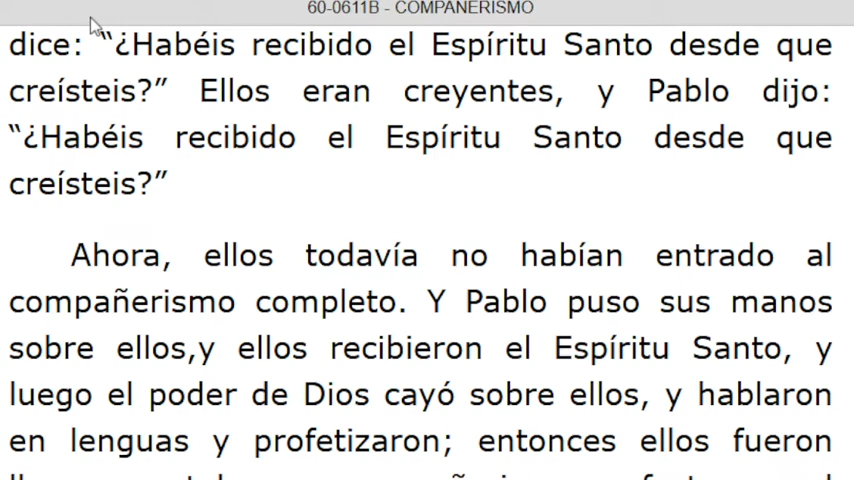 60-0611B - COMPAÑERISMO
dice: “¿Habéis recibido el Espíritu Santo desde que
creísteis?” Ellos eran creyentes, y Pablo dijo:
“¿Habéis recibido el Espíritu Santo desde que
creísteis?”
Ahora, ellos todavía no habían entrado al
compañerismo completo. Y Pablo puso sus manos
sobre ellos,y ellos recibieron el Espíritu Santo, y
luego el poder de Dios cayó sobre ellos, y hablaron
en lenguas y profetizaron; entonces ellos fueron